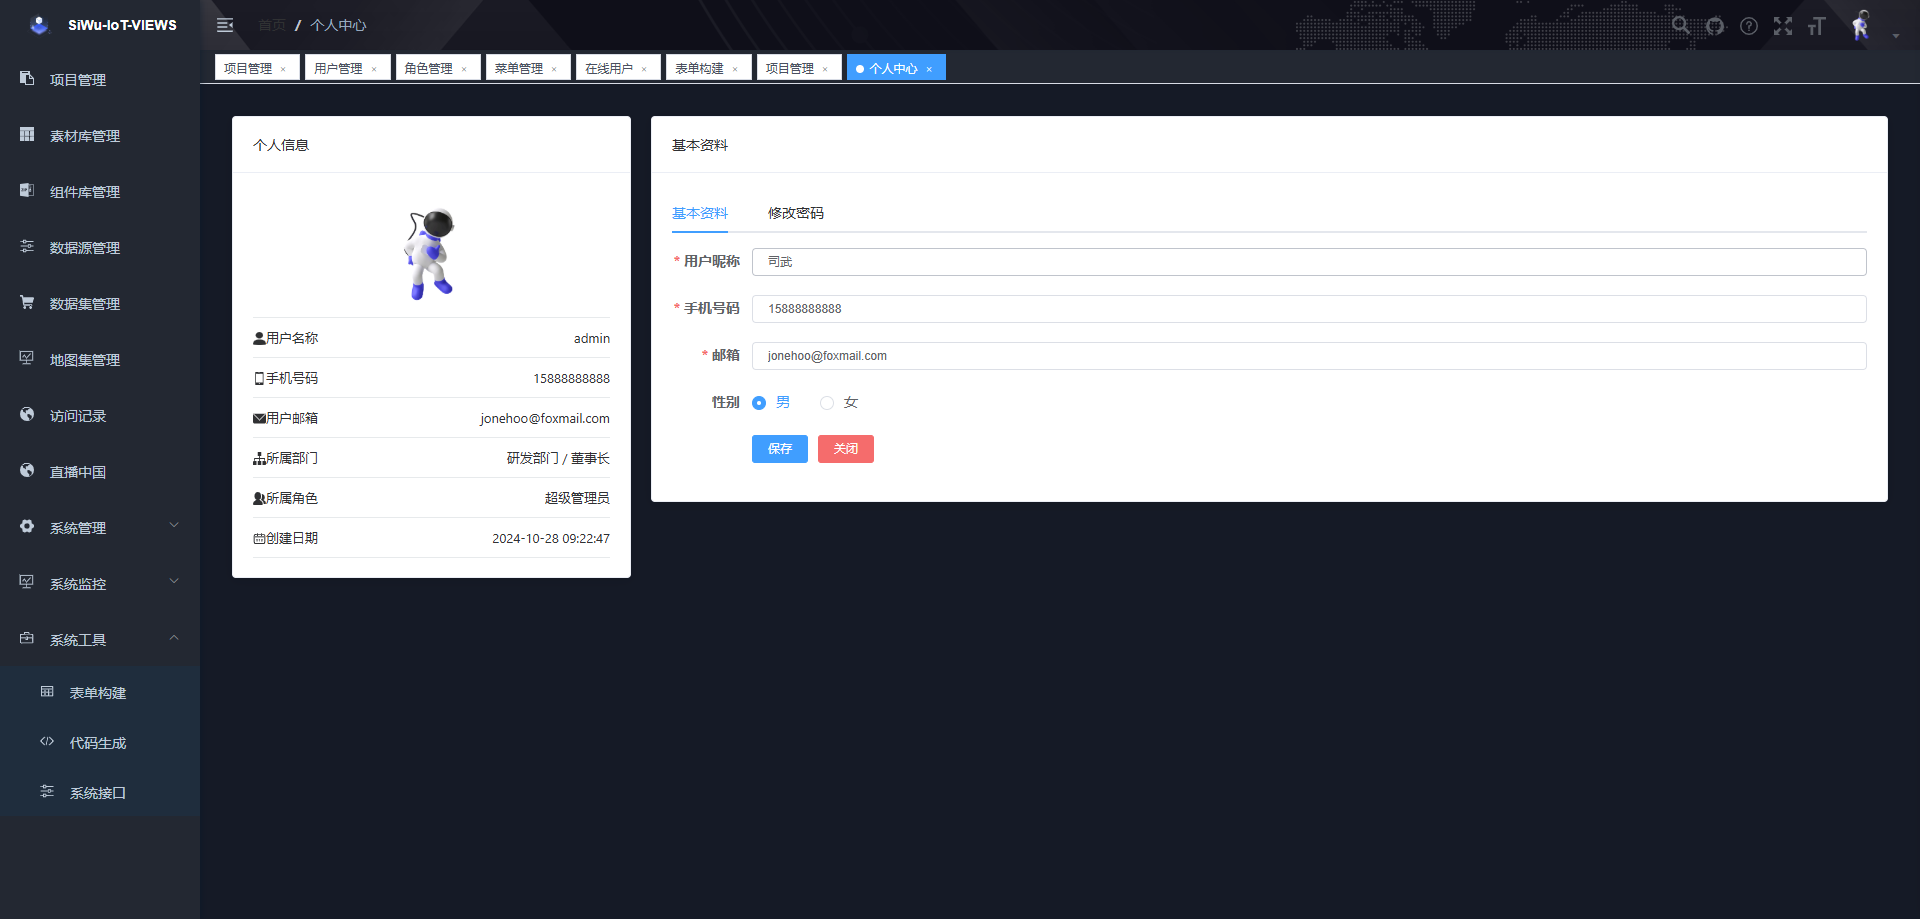 SiWu-IoT-VIEWS
首页 / 个人中心
项目管理 × 用户管理 × 角色管理 × 菜单管理 × 在线用户 × 表单构建 × 项目管理 × 个人中心 ×
项目管理
素材库管理
组件库管理
数据源管理
数据集管理
地图集管理
访问记录
直播中国
系统管理
系统监控
系统工具
表单构建
代码生成
系统接口
个人信息
用户名称 admin
手机号码 15888888888
用户邮箱 jonehoo@foxmail.com
所属部门 研发部门 / 董事长
所属角色 超级管理员
创建日期 2024-10-28 09:22:47
基本资料
基本资料 修改密码
* 用户昵称 司武
* 手机号码 15888888888
* 邮箱 jonehoo@foxmail.com
性别 男 女
保存 关闭